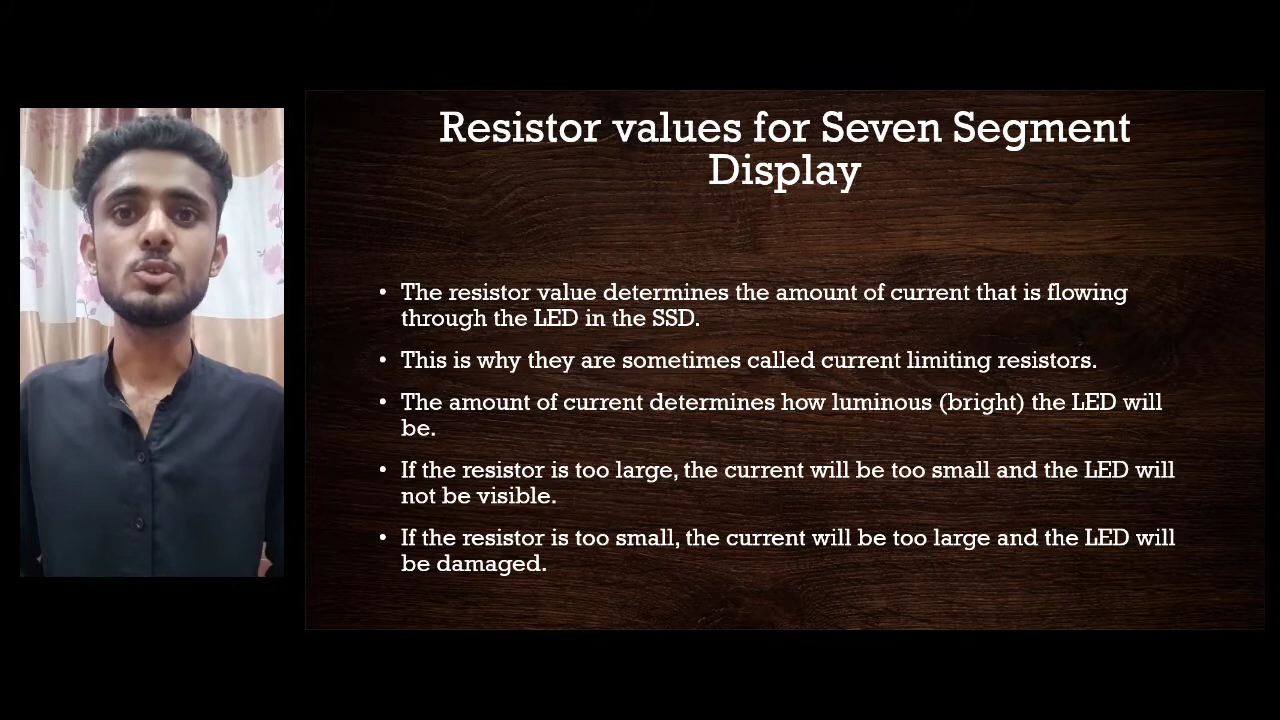 Resistor values for Seven Segment
Display
• The resistor value determines the amount of current that is flowing
through the LED in the SSD.
• This is why they are sometimes called current limiting resistors.
• The amount of current determines how luminous (bright) the LED will
be.
• If the resistor is too large, the current will be too small and the LED will
not be visible.
• If the resistor is too small, the current will be too large and the LED will
be damaged.